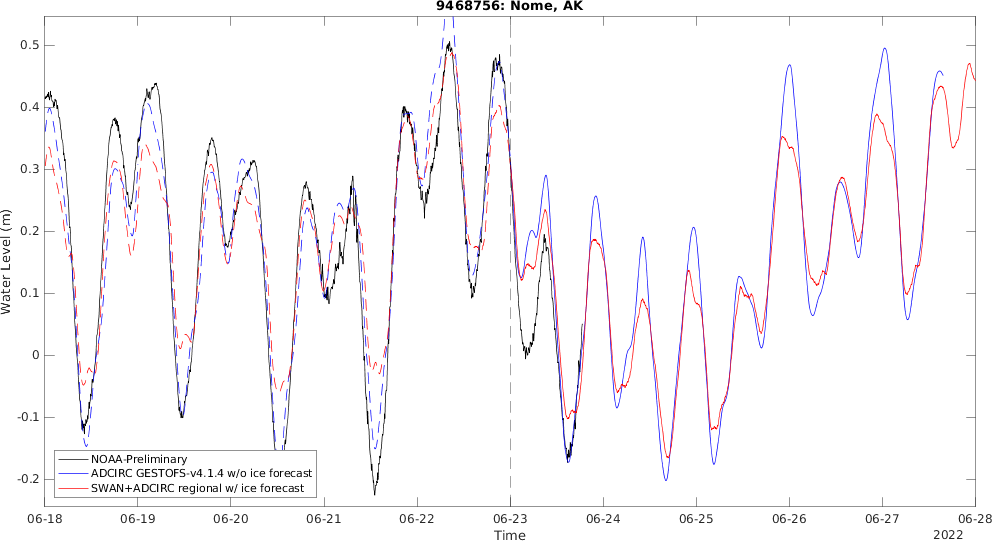 9468756: Nome, AK
Water Level (m)
0.5
0.4
0.3
0.2
0.1
0
-0.1
-0.2
NOAA-Preliminary
ADCIRC GESTOFS-v4.1.4 w/o ice forecast
SWAN+ADCIRC regional w/ ice forecast
06-18 06-19 06-20 06-21 06-22 06-23 06-24 06-25 06-26 06-27 06-28
Time
2022